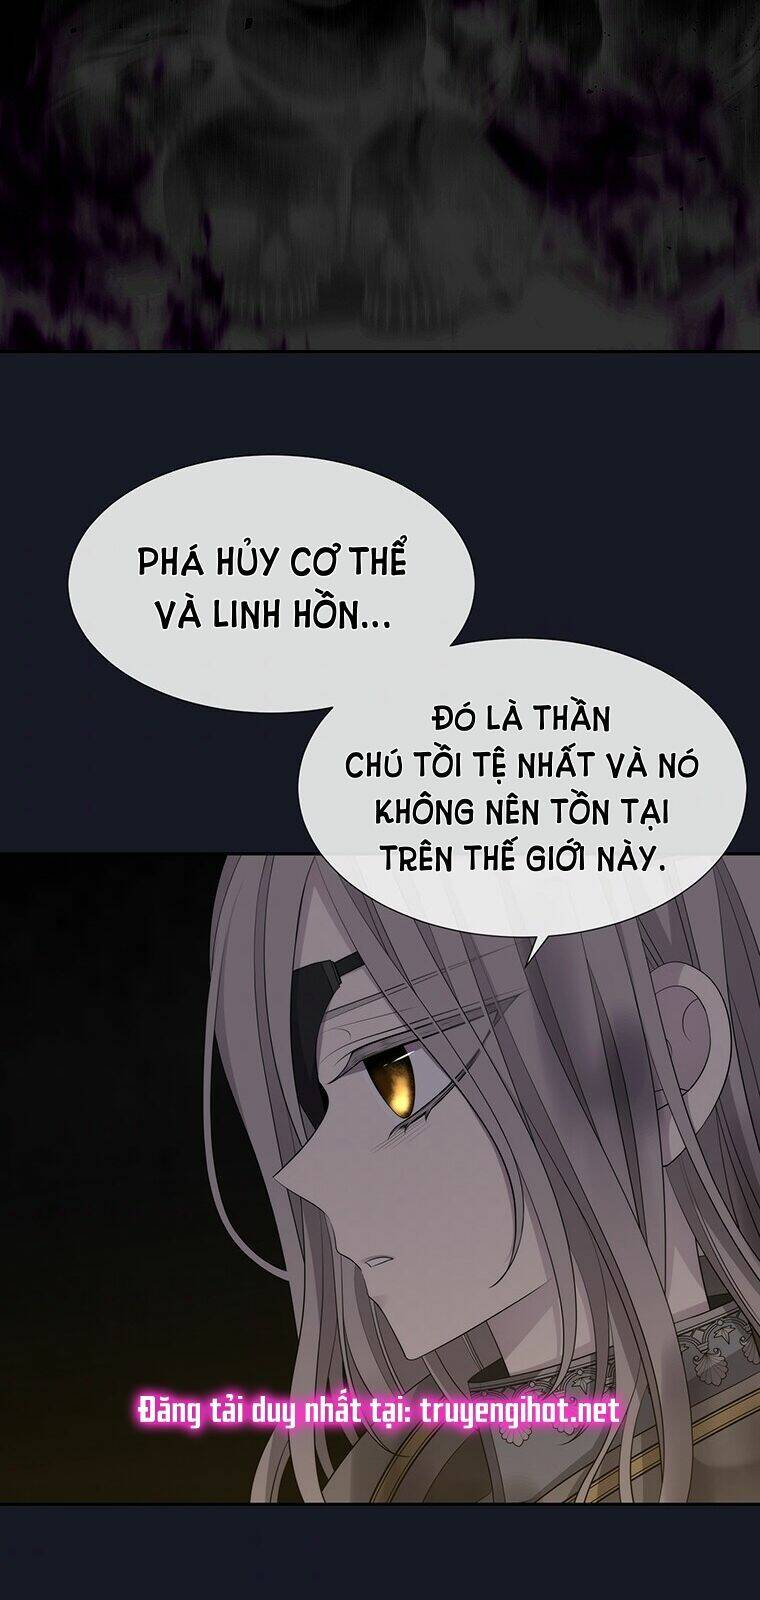 PHÁ HỦY CƠ THỂ
VÀ LINH HỒN...
ĐÓ LÀ THẦN
CHÚ TỒI TỆ NHẤT VÀ NÓ
KHÔNG NÊN TỒN TẠI
TRÊN THẾ GIỚI NÀY.
Đăng tải duy nhất tại: truyengihot.net